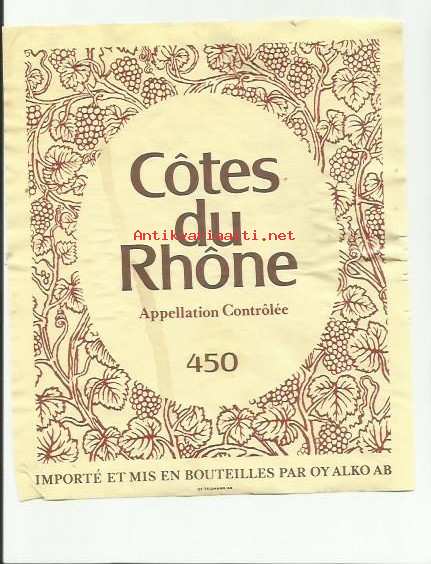 Côtes
du
Antikvariaatti.net
Rhône
Appellation Contrôlée
450
IMPORTÉ ET MIS EN BOUTEILLES PAR OY ALKO AB